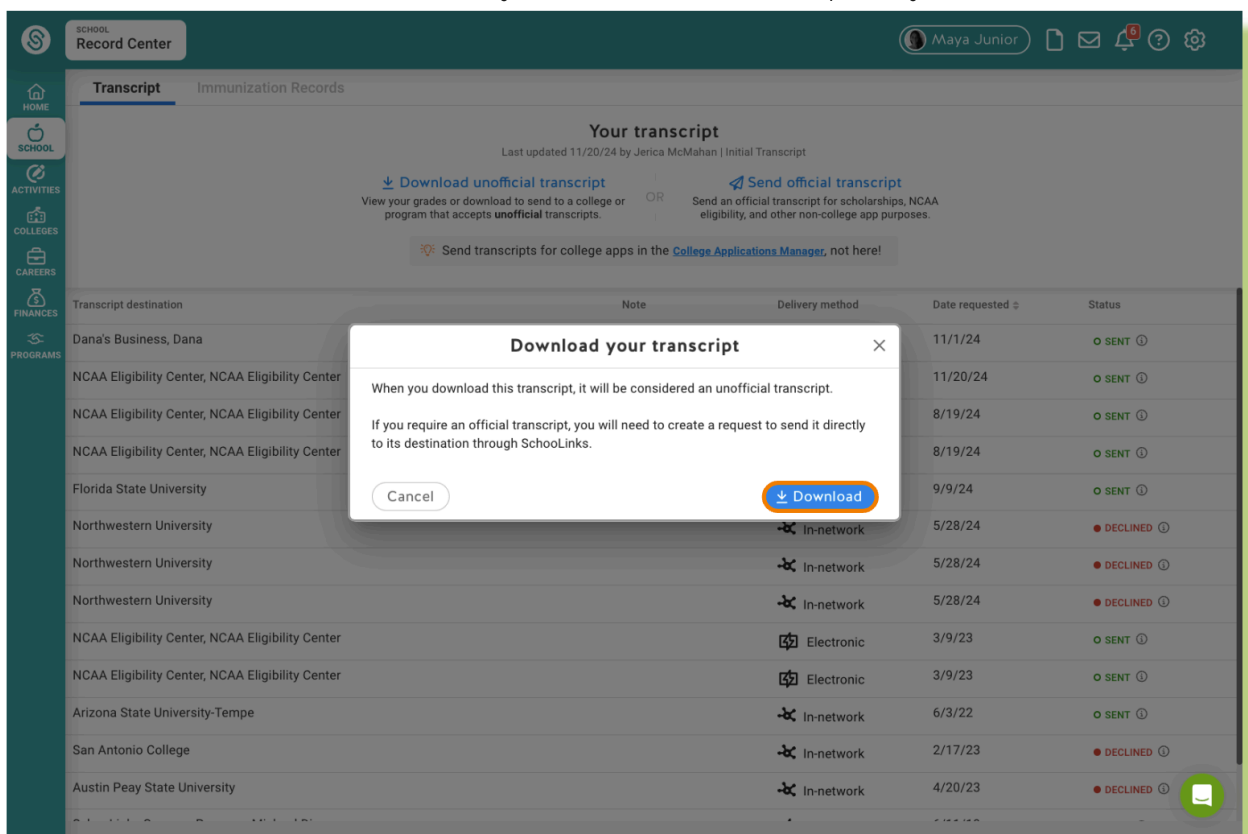 SCHOOL
Record Center
Maya Junior
6
HOME
SCHOOL
ACTIVITIES
COLLEGES
CAREERS
FINANCES
PROGRAMS
Transcript Immunization Records
Your transcript
Last updated 11/20/24 by Jerica McMahan | Initial Transcript
Download unofficial transcript
View your grades or download to send to a college or
program that accepts unofficial transcripts.
OR
Send official transcript
Send an official transcript for scholarships, NCAA
eligibility, and other non-college app purposes.
Send transcripts for college apps in the College Applications Manager, not here!
Transcript destination Note Delivery method Date requested Status
Dana's Business, Dana 11/1/24 SENT
NCAA Eligibility Center, NCAA Eligibility Center 11/20/24 SENT
NCAA Eligibility Center, NCAA Eligibility Center 8/19/24 SENT
NCAA Eligibility Center, NCAA Eligibility Center 8/19/24 SENT
Florida State University 9/9/24 SENT
Download your transcript
When you download this transcript, it will be considered an unofficial transcript.
If you require an official transcript, you will need to create a request to send it directly
to its destination through SchooLinks.
Cancel Download
Northwestern University In-network 5/28/24 DECLINED
Northwestern University In-network 5/28/24 DECLINED
Northwestern University In-network 5/28/24 DECLINED
NCAA Eligibility Center, NCAA Eligibility Center Electronic 3/9/23 SENT
NCAA Eligibility Center, NCAA Eligibility Center Electronic 3/9/23 SENT
Arizona State University-Tempe In-network 6/3/22 SENT
San Antonio College In-network 2/17/23 DECLINED
Austin Peay State University In-network 4/20/23 DECLINED